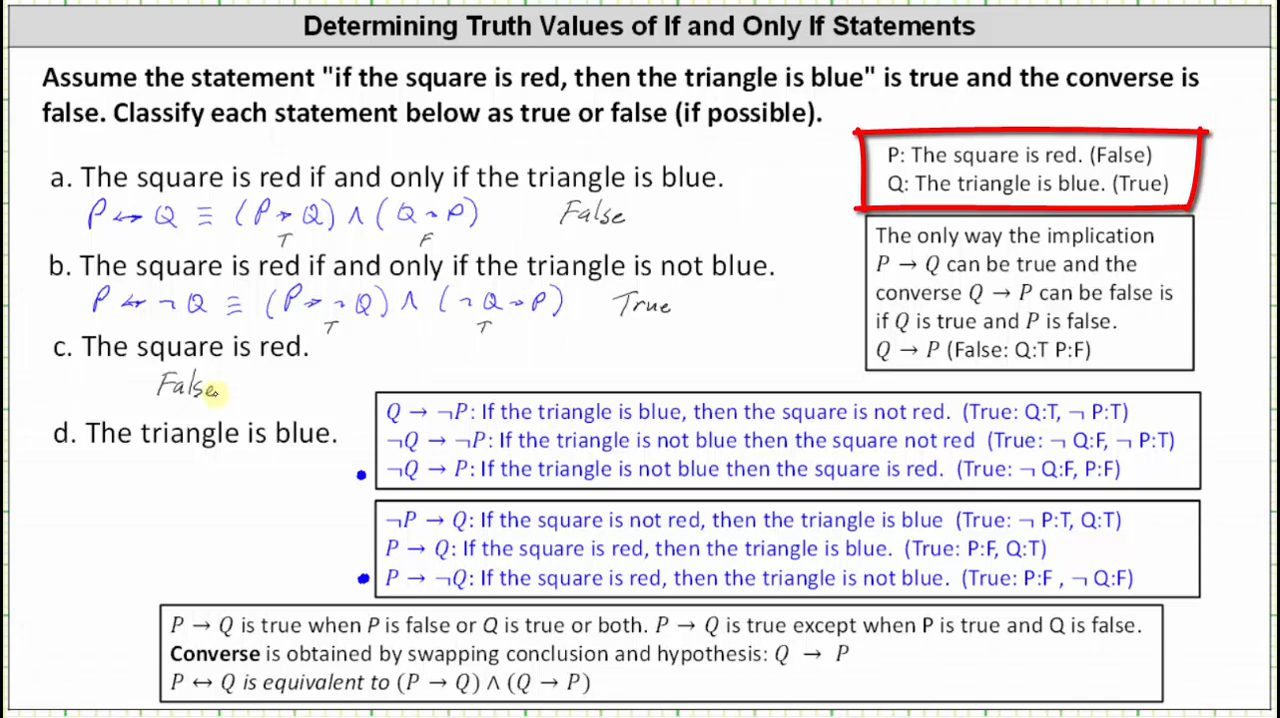 Determining Truth Values of If and Only If Statements
Assume the statement "if the square is red, then the triangle is blue" is true and the converse is
false. Classify each statement below as true or false (if possible).
P: The square is red. (False)
Q: The triangle is blue. (True)
a. The square is red if and only if the triangle is blue.
P ↔ Q ≡ (P → Q) ∧ (Q → P) False
T F
The only way the implication
P → Q can be true and the
converse Q → P can be false is
if Q is true and P is false.
Q → P (False: Q:T P:F)
b. The square is red if and only if the triangle is not blue.
P ↔ ¬Q ≡ (P → ¬Q) ∧ (¬Q → P) True
T T
c. The square is red.
False
d. The triangle is blue.
Q → ¬P: If the triangle is blue, then the square is not red. (True: Q:T, ¬ P:T)
¬Q → ¬P: If the triangle is not blue then the square not red (True: ¬ Q:F, ¬ P:T)
¬Q → P: If the triangle is not blue then the square is red. (True: ¬ Q:F, P:F)
¬P → Q: If the square is not red, then the triangle is blue (True: ¬ P:T, Q:T)
P → Q: If the square is red, then the triangle is blue. (True: P:F, Q:T)
P → ¬Q: If the square is red, then the triangle is not blue. (True: P:F , ¬ Q:F)
P → Q is true when P is false or Q is true or both. P → Q is true except when P is true and Q is false.
Converse is obtained by swapping conclusion and hypothesis: Q → P
P ↔ Q is equivalent to (P → Q) ∧ (Q → P)